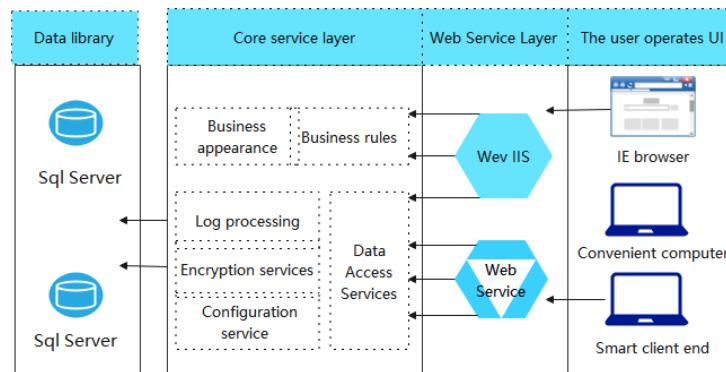 Data library
Core service layer
Web Service Layer
The user operates UI
Business
appearance
Business rules
Wev IIS
IE browser
Sql Server
Log processing
Encryption services
Configuration
service
Data
Access
Services
Web
Service
Convenient computer
Sql Server
Smart client end